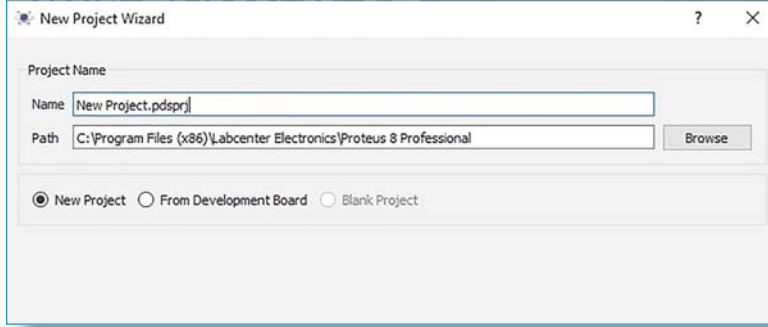 New Project Wizard ? ×
Project Name
Name New Project.pdsprj
Path C:\Program Files (x86)\Labcenter Electronics\Proteus 8 Professional Browse
New Project From Development Board Blank Project